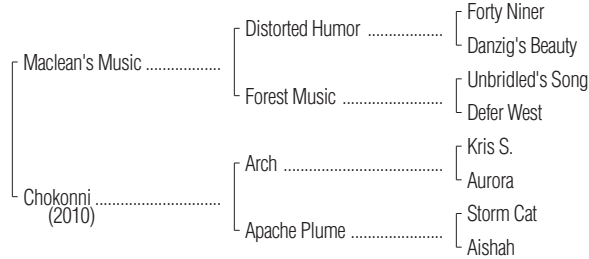 Forty Niner
Distorted Humor ..................
Danzig's Beauty
Maclean's Music ..................
Unbridled's Song
Forest Music ........................
Defer West
Kris S.
Arch ......................................
Aurora
Chokonni ..............................
(2010)
Storm Cat
Apache Plume ......................
Aishah